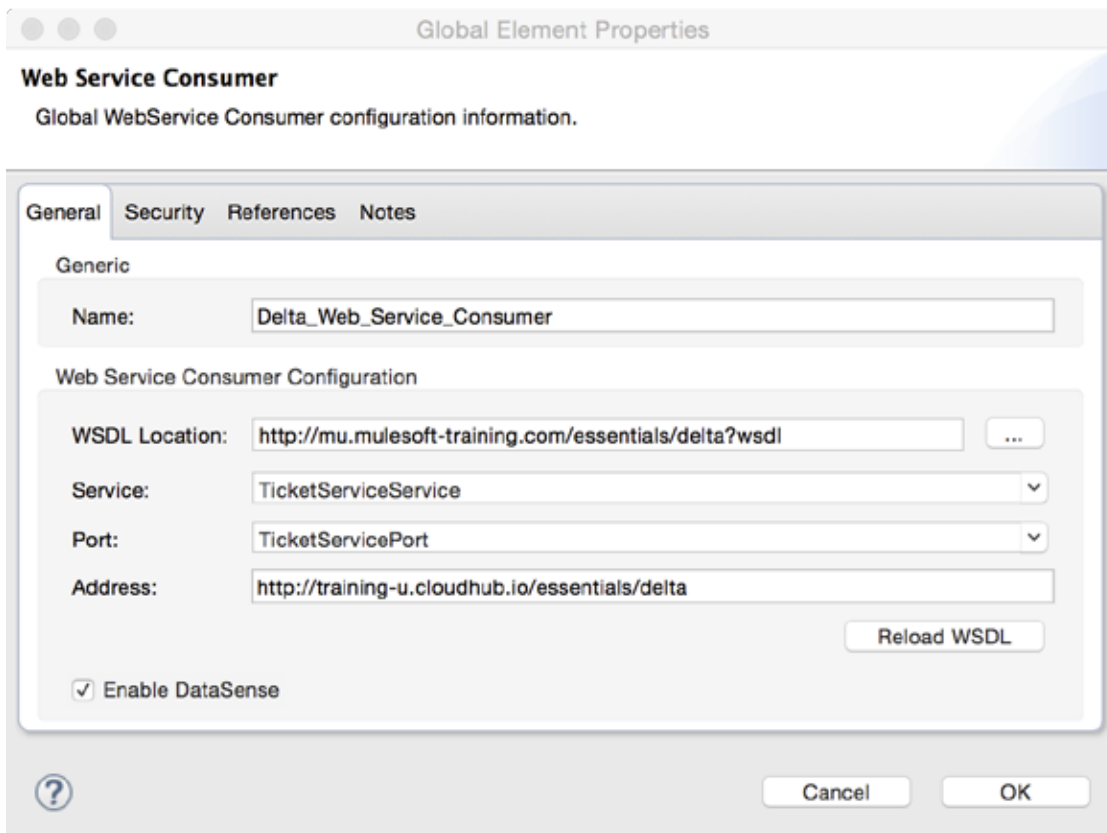 Global Element Properties
Web Service Consumer
Global WebService Consumer configuration information.
General Security References Notes
Generic
Name: Delta_Web_Service_Consumer
Web Service Consumer Configuration
WSDL Location: http://mu.mulesoft-training.com/essentials/delta?wsdl ...
Service: TicketServiceService
Port: TicketServicePort
Address: http://training-u.cloudhub.io/essentials/delta
Reload WSDL
Enable DataSense
? Cancel OK